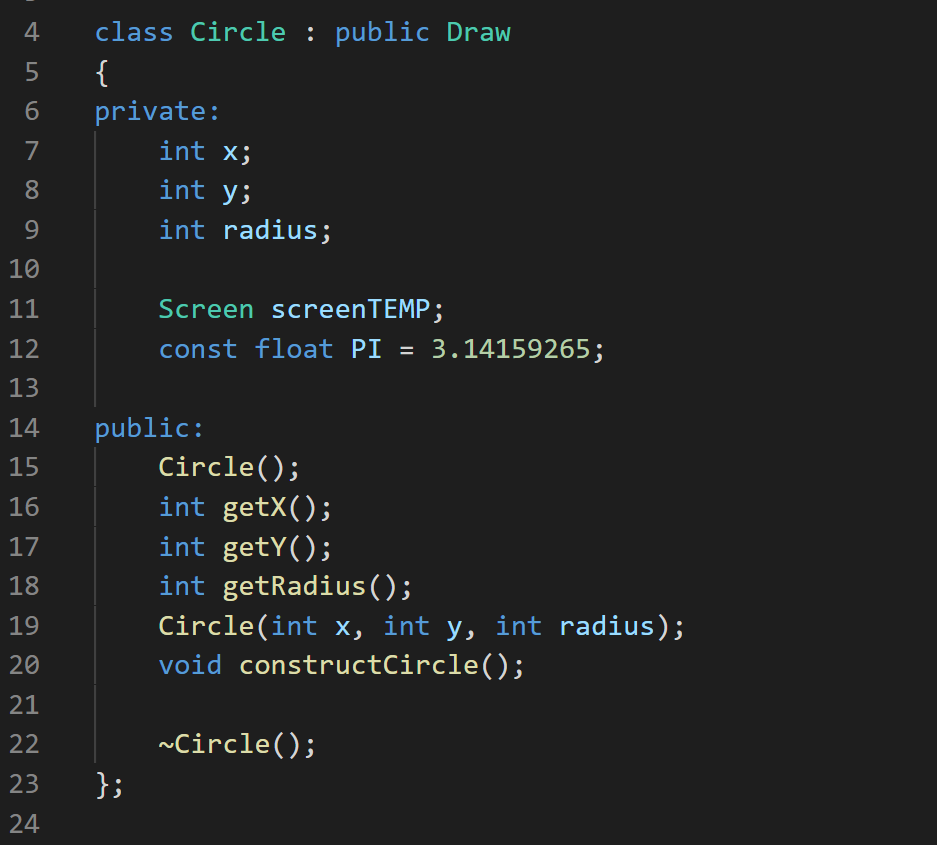 4 class Circle : public Draw
5 {
6 private:
7 int x;
8 int y;
9 int radius;
10
11 Screen screenTEMP;
12 const float PI = 3.14159265;
13
14 public:
15 Circle();
16 int getX();
17 int getY();
18 int getRadius();
19 Circle(int x, int y, int radius);
20 void constructCircle();
21
22 ~Circle();
23 };
24